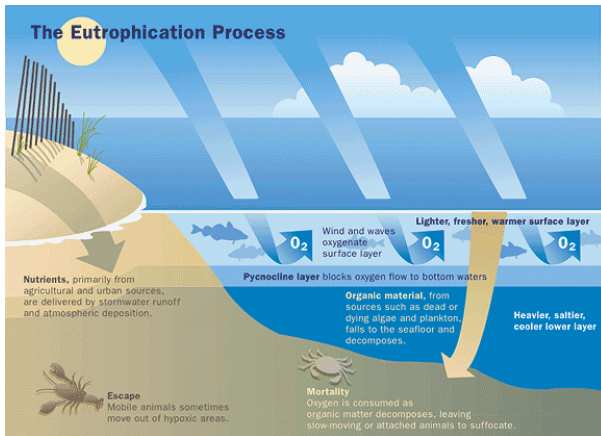 The Eutrophication Process
Lighter, fresher, warmer surface layer
Wind and waves
oxygenate
surface layer
O2
O2
O2
Pycnocline layer blocks oxygen flow to bottom waters
Nutrients, primarily from
agricultural and urban sources,
are delivered by stormwater runoff
and atmospheric deposition.
Organic material, from
sources such as dead or
dying algae and plankton,
falls to the seafloor and
decomposes.
Heavier, saltier,
cooler lower layer
Escape
Mobile animals sometimes
move out of hypoxic areas.
Mortality
Oxygen is consumed as
organic matter decomposes, leaving
slow-moving or attached animals to suffocate.